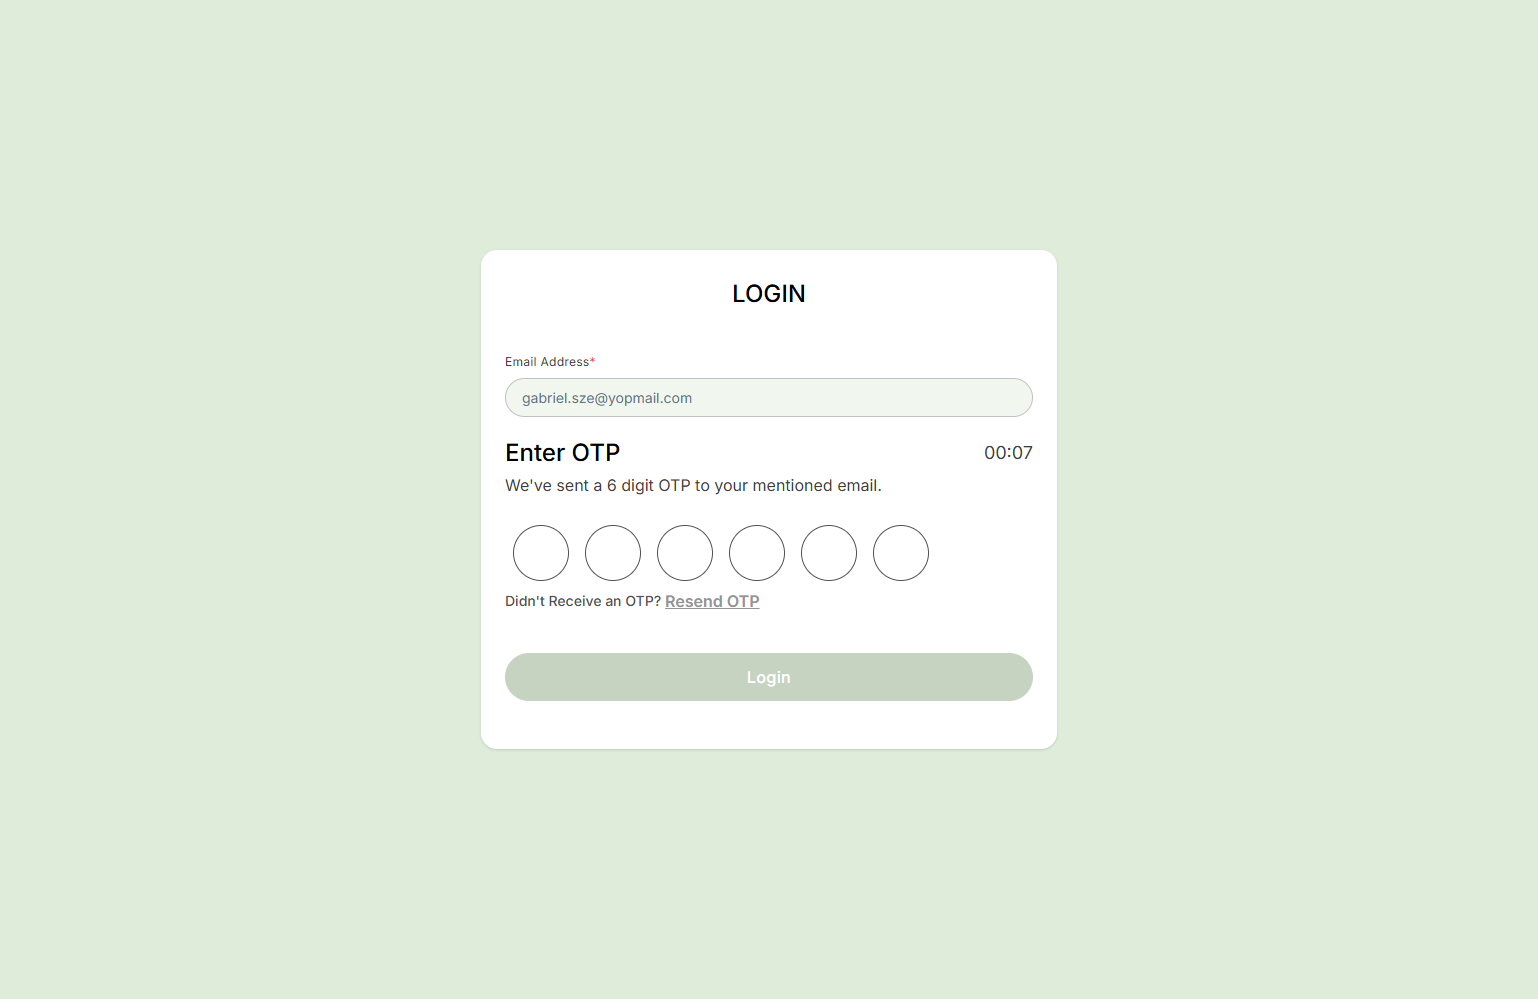 LOGIN
Email Address*
gabriel.sze@yopmail.com
Enter OTP 00:07
We've sent a 6 digit OTP to your mentioned email.
Didn't Receive an OTP? Resend OTP
Login